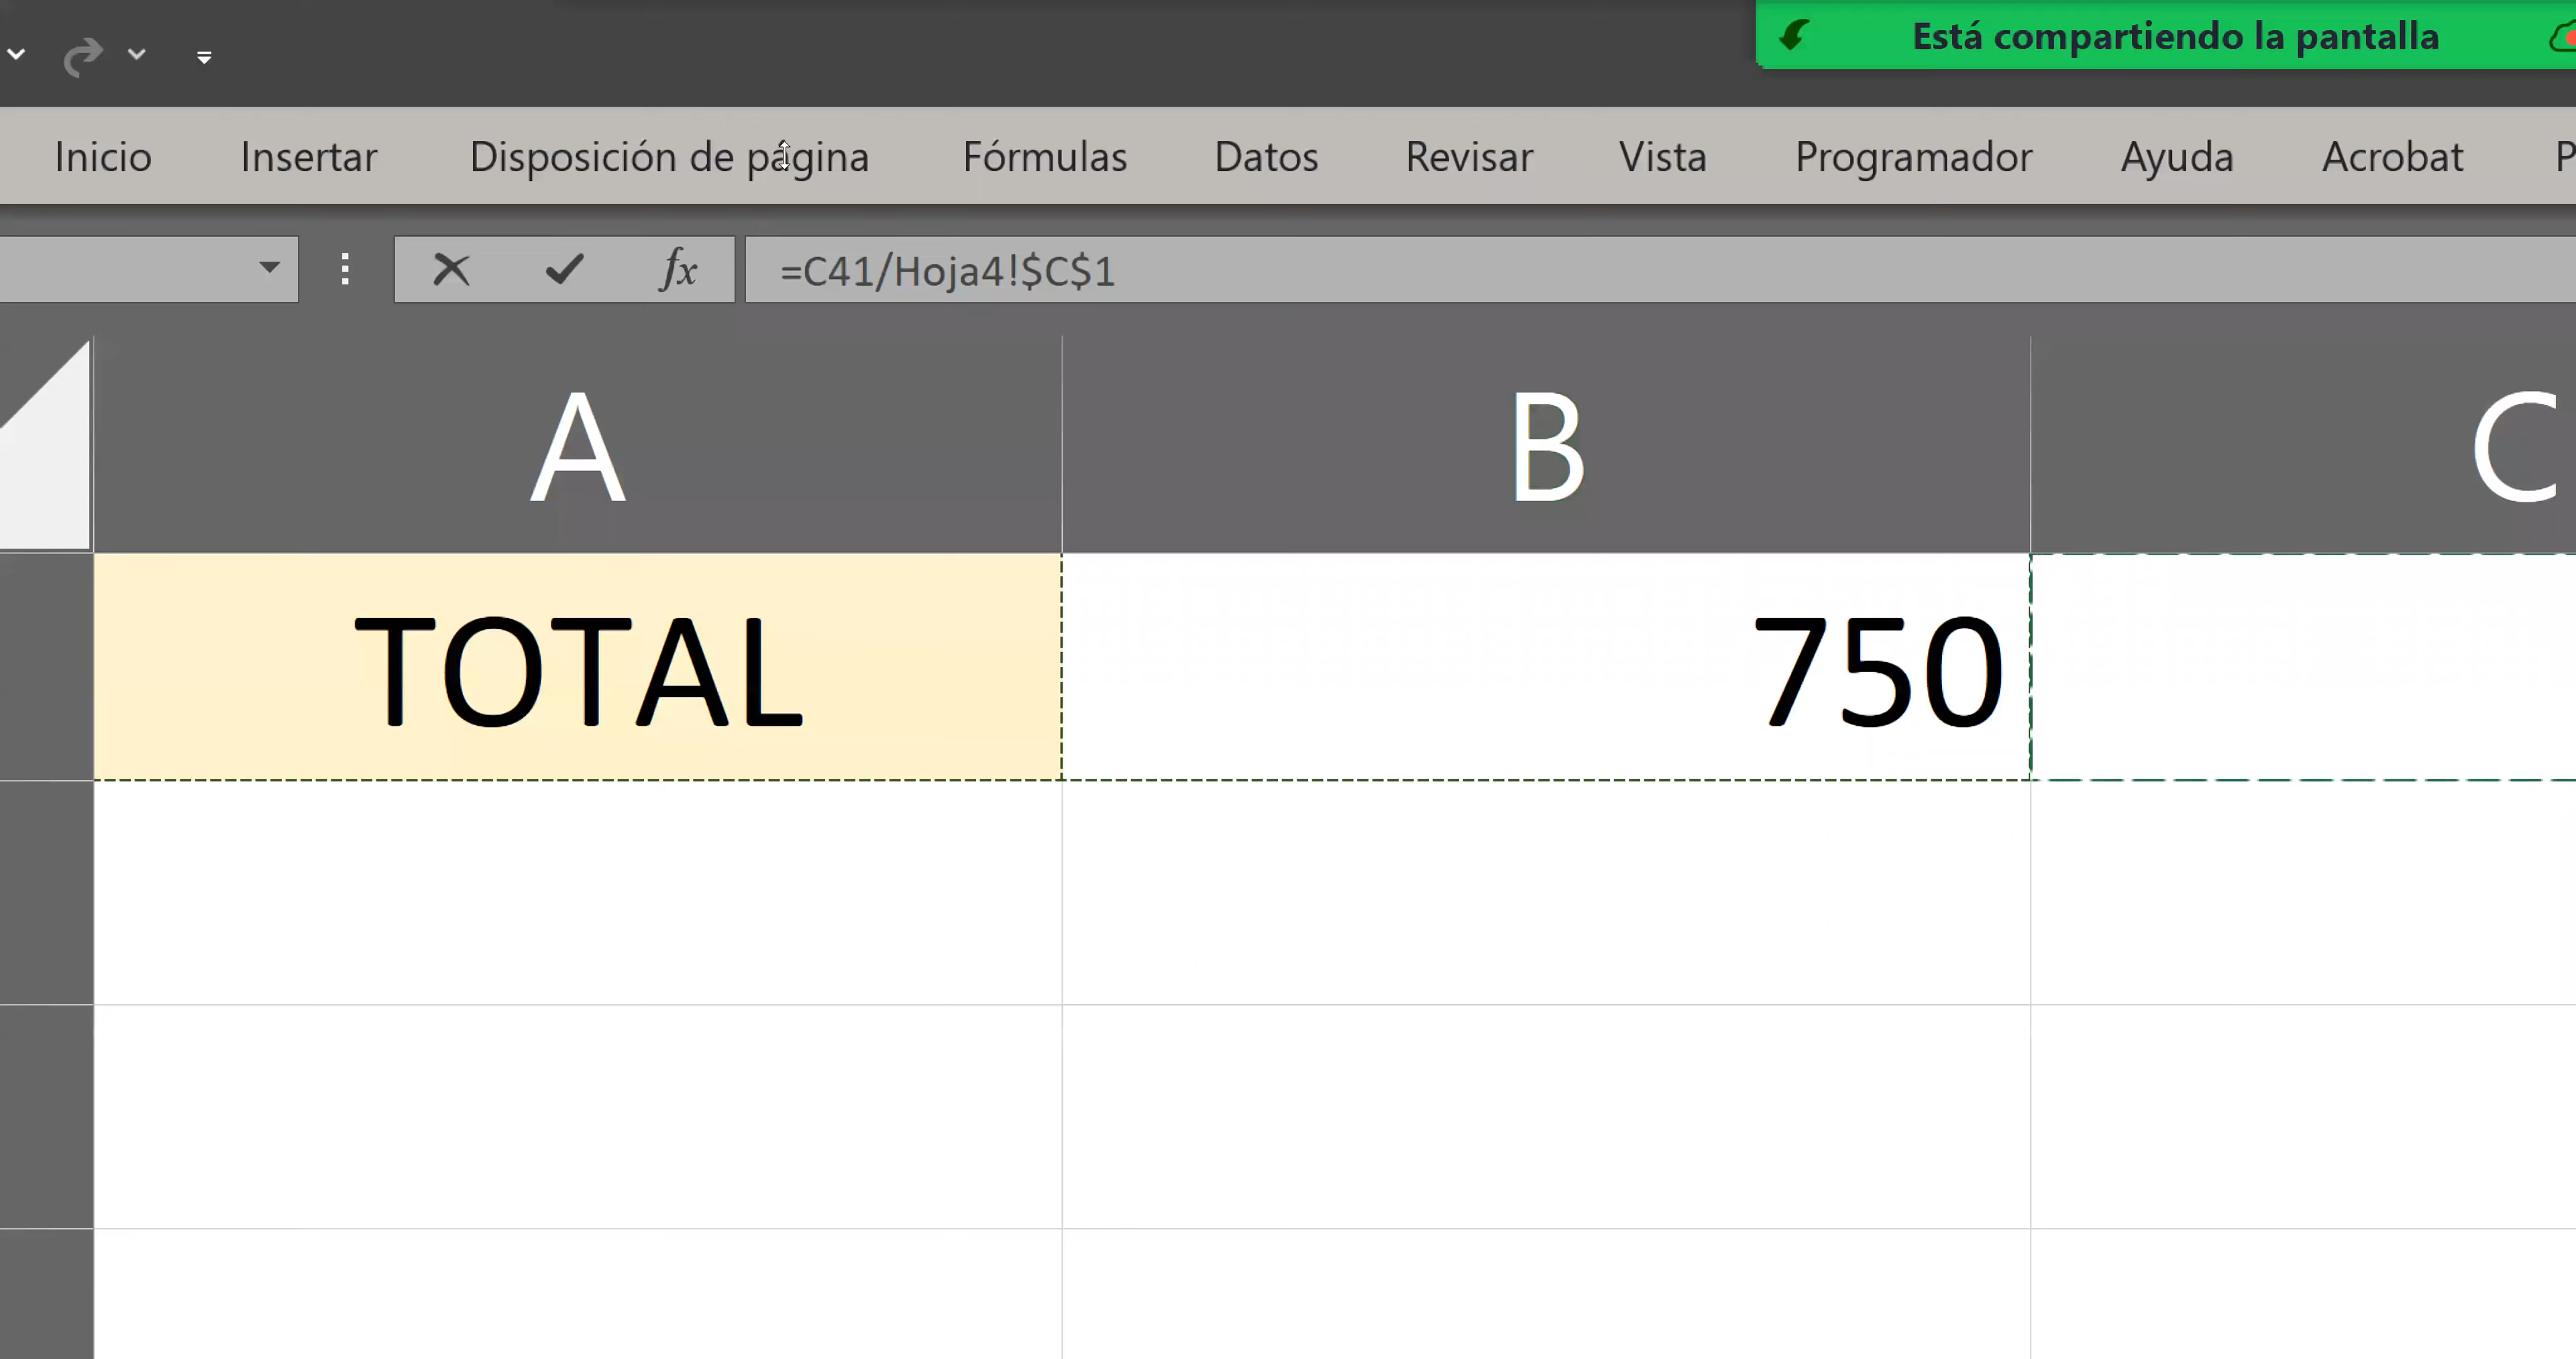 Está compartiendo la pantalla
Inicio Insertar Disposición de página Fórmulas Datos Revisar Vista Programador Ayuda Acrobat P
fx =C41/Hoja4!$C$1
A B C
TOTAL 750